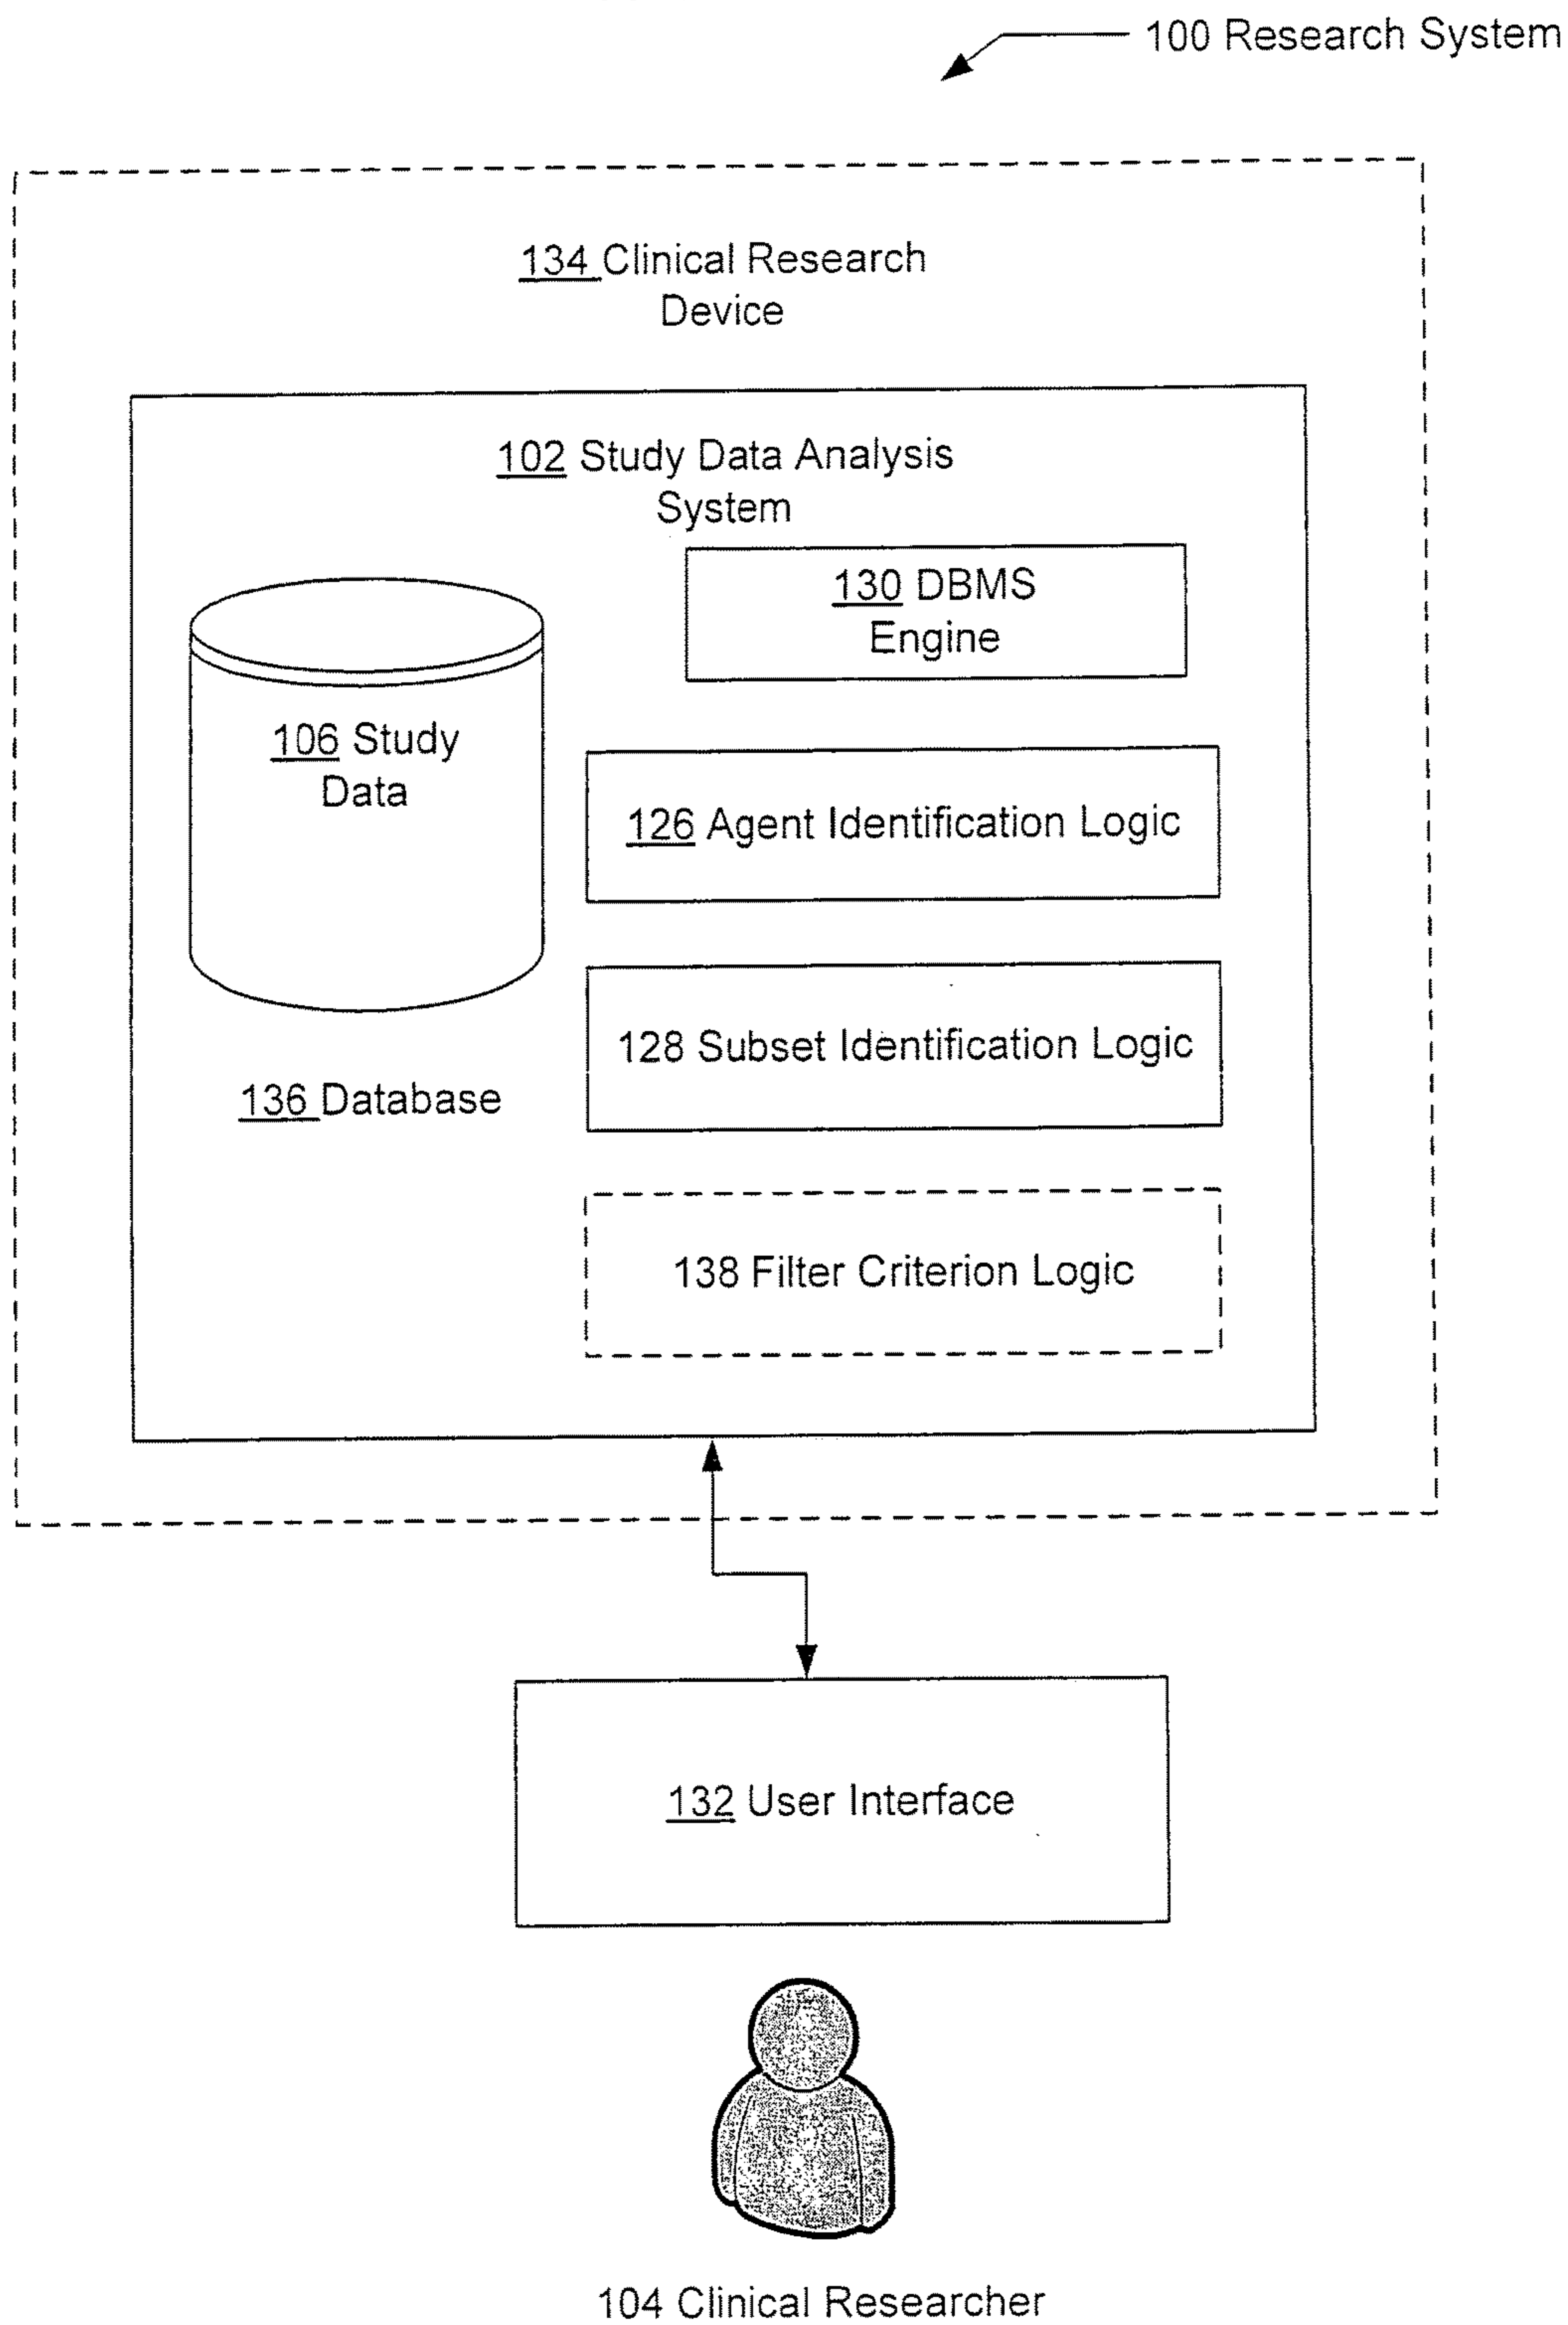 100 Research System
134 Clinical Research
Device
102 Study Data Analysis
System
130 DBMS
Engine
106 Study
Data
126 Agent Identification Logic
128 Subset Identification Logic
136 Database
138 Filter Criterion Logic
132 User Interface
104 Clinical Researcher